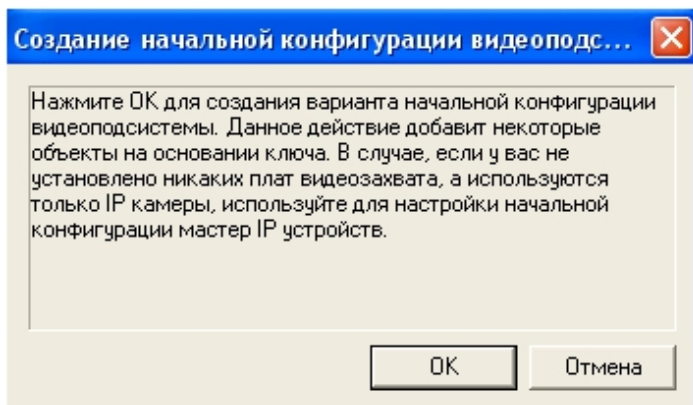 Создание начальной конфигурации видеоподс...
Нажмите ОК для создания варианта начальной конфигурации
видеоподсистемы. Данное действие добавит некоторые
объекты на основании ключа. В случае, если у вас не
установлено никаких плат видеозахвата, а используются
только IP камеры, используйте для настройки начальной
конфигурации мастер IP устройств.
ОК
Отмена